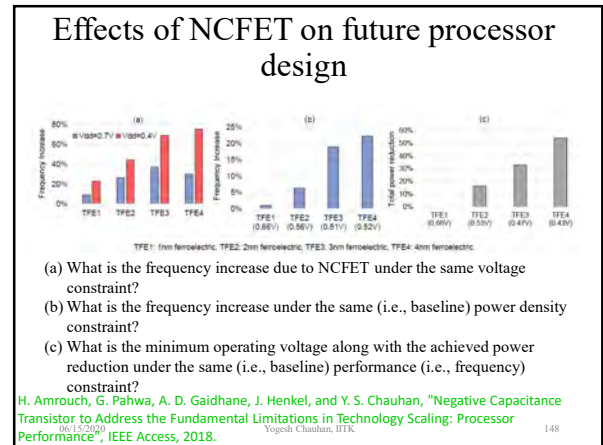 Effects of NCFET on future processor
design
(a)
(b)
(c)
Vdd=0.7V Vdd=0.4V
Frequency Increase
80%
60%
40%
20%
0%
TFE1 TFE2 TFE3 TFE4
Frequency Increase
25%
20%
15%
10%
5%
0%
TFE1 TFE2 TFE3 TFE4
(0.66V) (0.56V) (0.51V) (0.52V)
Total power reduction
60%
50%
40%
30%
20%
10%
0%
TFE1 TFE2 TFE3 TFE4
(0.66V) (0.53V) (0.47V) (0.43V)
TFE1: 1nm ferroelectric, TFE2: 2nm ferroelectric, TFE3: 3nm ferroelectric, TFE4: 4nm ferroelectric
(a) What is the frequency increase due to NCFET under the same voltage
constraint?
(b) What is the frequency increase under the same (i.e., baseline) power density
constraint?
(c) What is the minimum operating voltage along with the achieved power
reduction under the same (i.e., baseline) performance (i.e., frequency)
constraint?
H. Amrouch, G. Pahwa, A. D. Gaidhane, J. Henkel, and Y. S. Chauhan, "Negative Capacitance
Transistor to Address the Fundamental Limitations in Technology Scaling: Processor
Performance", IEEE Access, 2018.
06/15/2020
Yogesh Chauhan, IITK
148